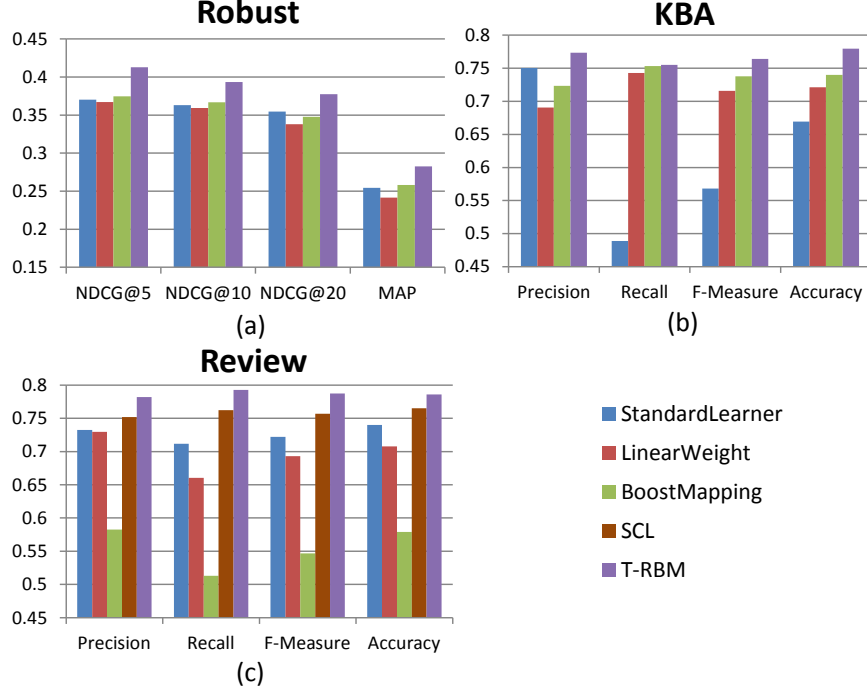 Robust
0.45
0.4
0.35
0.3
0.25
0.2
0.15
NDCG@5 NDCG@10 NDCG@20 MAP
(a)
KBA
0.8
0.75
0.7
0.65
0.6
0.55
0.5
0.45
Precision Recall F-Measure Accuracy
(b)
Review
0.8
0.75
0.7
0.65
0.6
0.55
0.5
0.45
Precision Recall F-Measure Accuracy
(c)
StandardLearner
LinearWeight
BoostMapping
SCL
T-RBM